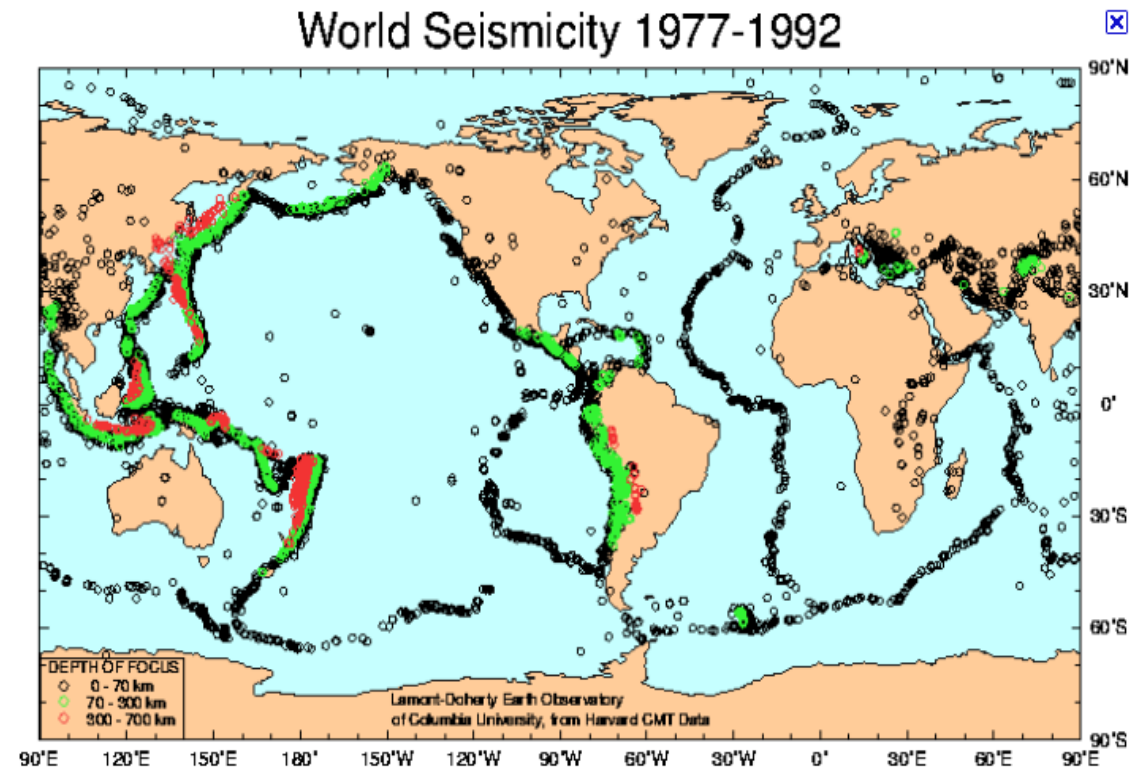 World Seismicity 1977-1992
90°N
60°N
30°N
0°
30°S
60°S
90°S
DEPTH OF FOCUS
0 - 70 km
70 - 300 km
300 - 700 km
Lamont-Doherty Earth Observatory
of Columbia University, from Harvard CMT Data
90°E 120°E 150°E 180° 150°W 120°W 90°W 60°W 30°W 0° 30°E 60°E 90°E